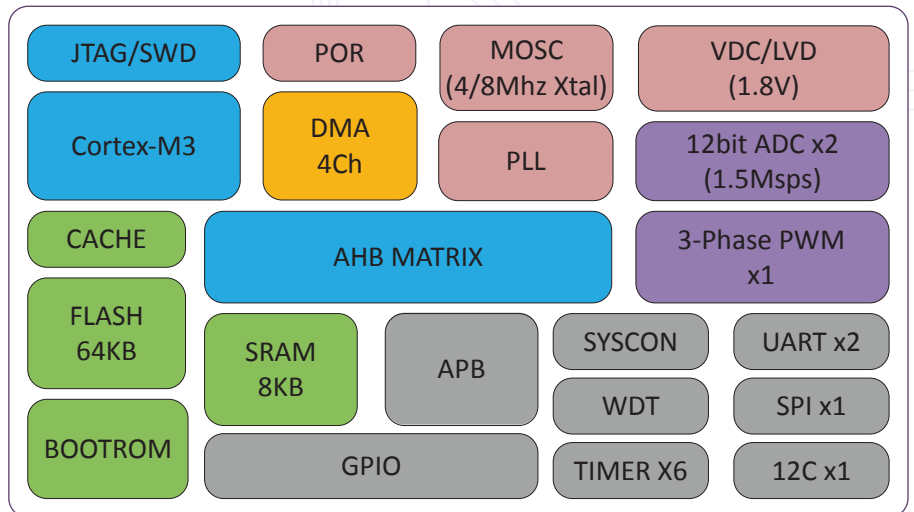 JTAG/SWD
POR
MOSC
(4/8Mhz Xtal)
VDC/LVD
(1.8V)
Cortex-M3
DMA
4Ch
PLL
12bit ADC x2
(1.5Msps)
CACHE
AHB MATRIX
3-Phase PWM
x1
FLASH
64KB
SRAM
8KB
APB
SYSCON
UART x2
WDT
SPI x1
BOOTROM
GPIO
TIMER X6
12C x1